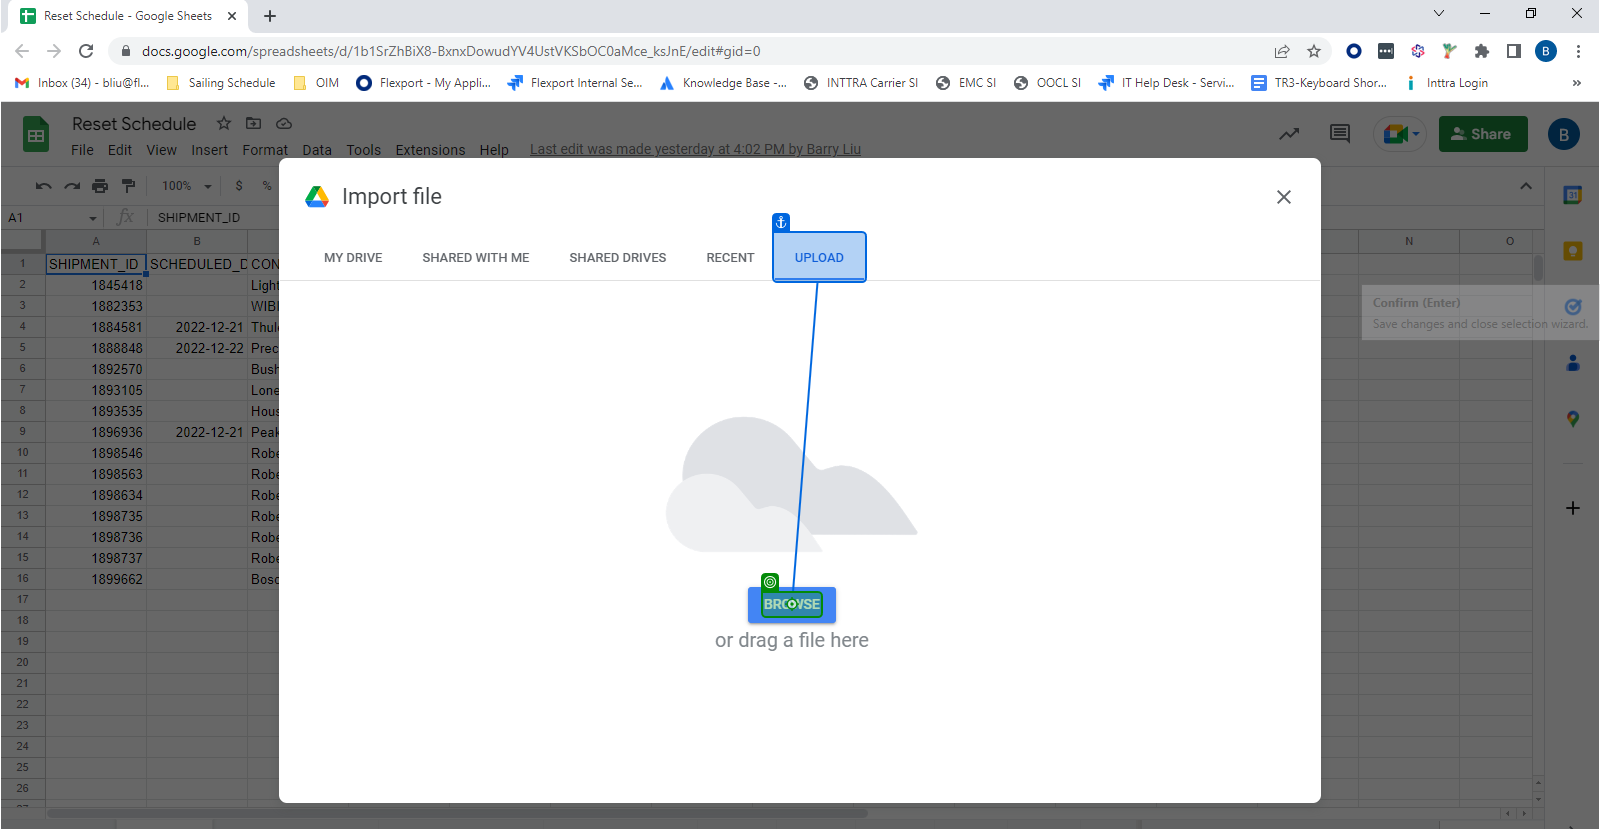 Reset Schedule - Google Sheets
docs.google.com/spreadsheets/d/1b1SrZhBiX8-BxnxDowudYV4UstVKSbOC0aMce_ksJnE/edit#gid=0
B
Inbox (34) - bliu@fl...
Sailing Schedule
OIM
Flexport - My Appli...
Flexport Internal Se...
Knowledge Base -...
INTTRA Carrier SI
EMC SI
OOCL SI
IT Help Desk - Servi...
TR3-Keyboard Shor...
Inttra Login
»
Reset Schedule
File Edit View Insert Format Data Tools Extensions Help
Last edit was made yesterday at 4:02 PM by Barry Liu
Share
B
100% $ %
31
A1 fx SHIPMENT_ID
A B N O
1 SHIPMENT_ID SCHEDULED_D CON
2 1845418 Light
3 1882353 WIBI
4 1884581 2022-12-21 Thule
5 1888848 2022-12-22 Prec
6 1892570 Bush
7 1893105 Lone
8 1893535 Hous
9 1896936 2022-12-21 Peak
10 1898546 Robe
11 1898563 Robe
12 1898634 Robe
13 1898735 Robe
14 1898736 Robe
15 1898737 Robe
16 1899662 Bosc
17
18
19
20
21
22
23
24
25
26
27
Import file
MY DRIVE SHARED WITH ME SHARED DRIVES RECENT UPLOAD
BROWSE
or drag a file here
Confirm (Enter)
Save changes and close selection wizard.